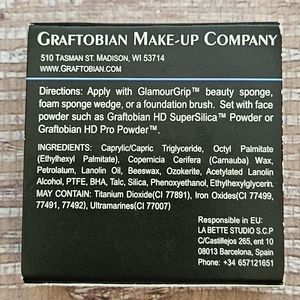 GRAFTOBIAN MAKE-UP COMPANY
510 TASMAN ST. MADISON, WI 53714
WWW.GRAFTOBIAN.COM
Directions: Apply with GlamourGrip™ beauty sponge,
foam sponge wedge, or a foundation brush. Set with face
powder such as Graftobian HD SuperSilica™ Powder or
Graftobian HD Pro Powder™.
INGREDIENTS: Caprylic/Capric Triglyceride, Octyl Palmitate
(Ethylhexyl Palmitate), Copernicia Cerifera (Carnauba) Wax,
Petrolatum, Lanolin Oil, Beeswax, Ozokerite, Acetylated Lanolin
Alcohol, PTFE, BHA, Talc, Silica, Phenoxyethanol, Ethylhexylglycerin.
MAY CONTAIN: Titanium Dioxide(CI 77891), Iron Oxides(CI 77499,
77491, 77492), Ultramarines(CI 77007)
Responsible in EU:
LA BETTE STUDIO S.C.P
C/Castillejos 265, ent 10
08013 Barcelona, Spain
Phone: +34 657121651